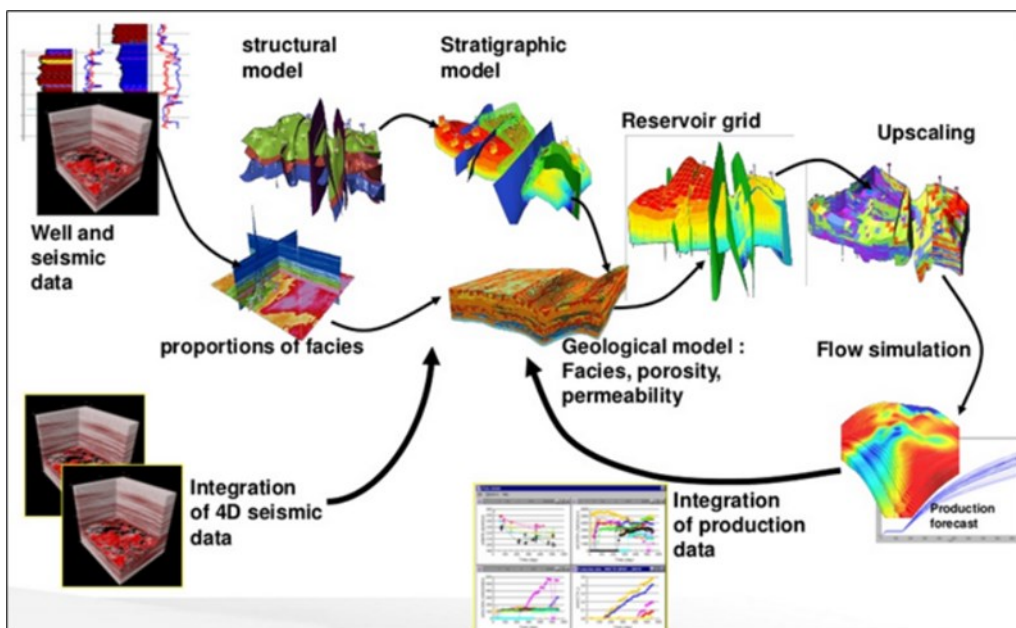 structural
model
Stratigraphic
model
Reservoir grid
Upscaling
Well and
seismic
data
proportions of facies
Geological model :
Facies, porosity,
permeability
Flow simulation
Integration
of 4D seismic
data
Integration
of production
data
Production
forecast